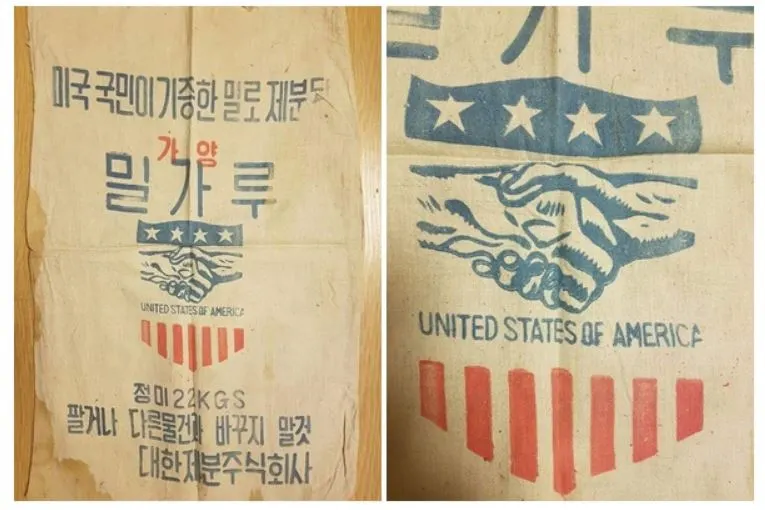 미국 국민이 기증한 밀로 제분된
가양
밀가루
UNITED STATES OF AMERICA
정미 22KGS
팔거나 다른물건과 바꾸지 말것
대한제분주식회사
가루
UNITED STATES OF AMERICA